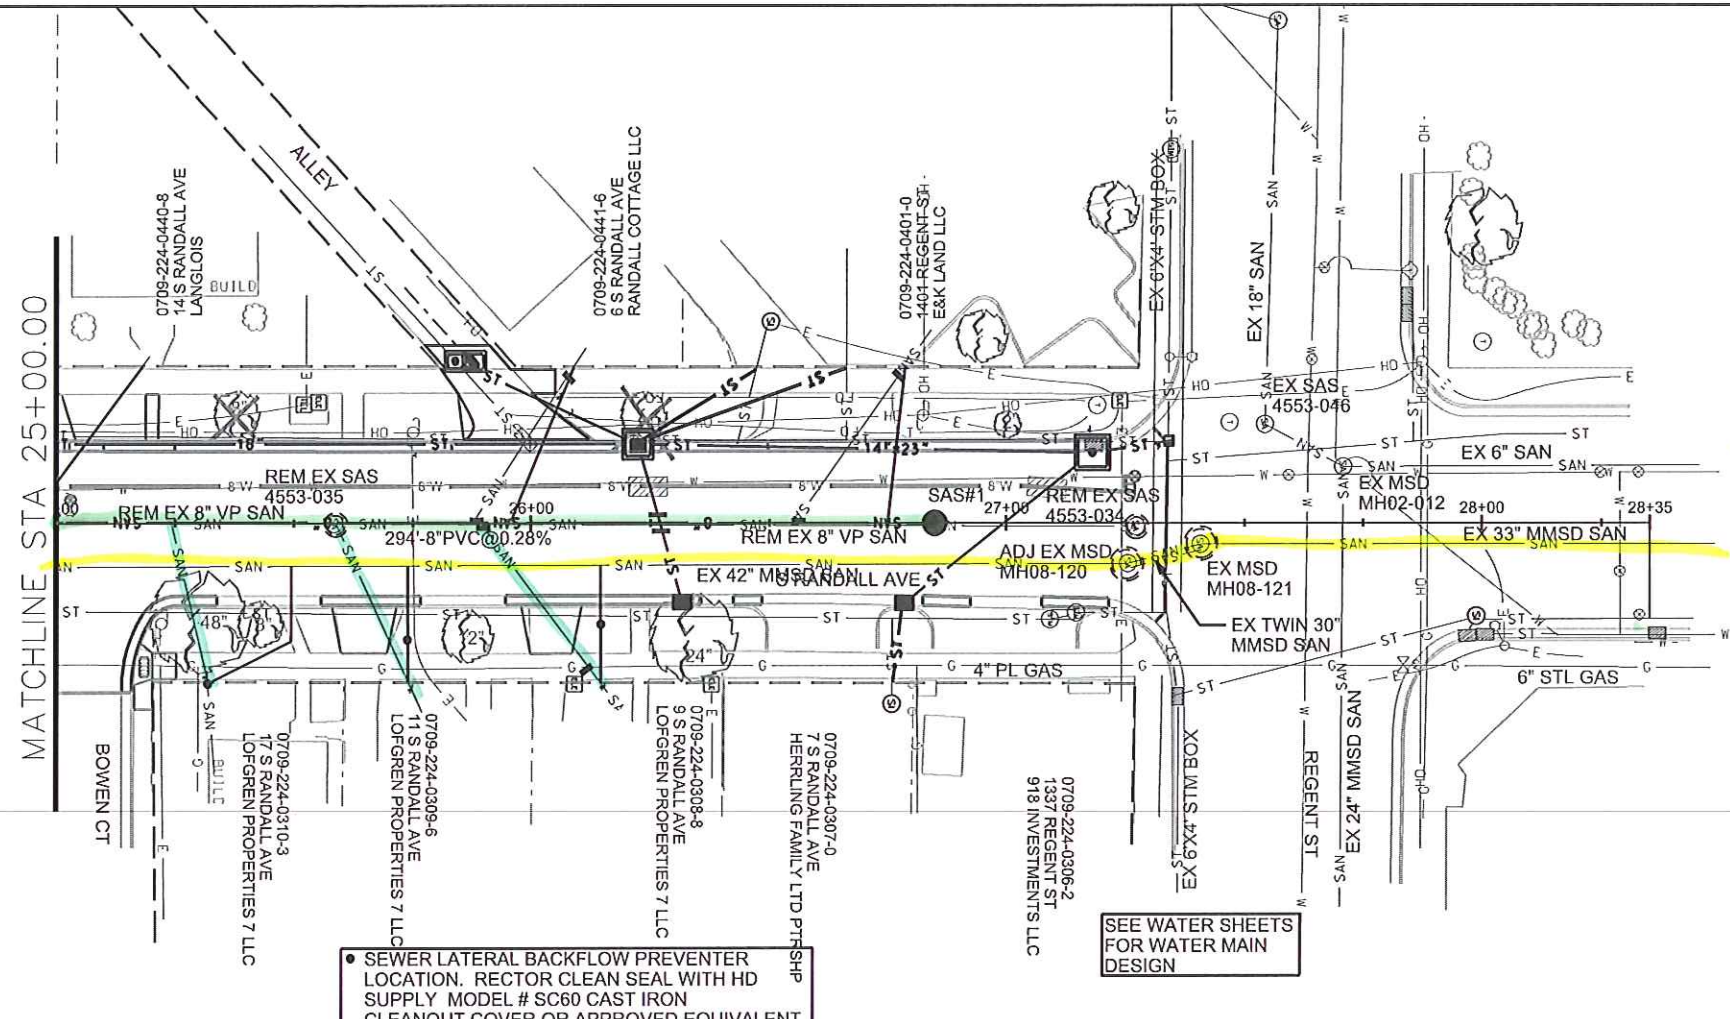 MATCHLINE STA 25+00.00
ALLEY
0709-224-0440-8
14 S RANDALL AVE
LANGLOIS
BUILD
0709-224-0441-6
6 S RANDALL AVE
RANDALL COTTAGE LLC
0709-224-0401-0
1401 REGENT ST
E&K LAND LLC
EX 6'X4' STM BOX
EX 18" SAN
EX SAS
4553-046
EX 6" SAN
EX MSD
MH02-012
REM EX SAS
4553-035
REM EX 8" VP SAN
26+00
294'-8"PVC@0.28%
REM EX 8" VP SAN
SAS#1
27+00
REM EX SAS
4553-034
28+00
28+35
EX 33" MMSD SAN
EX 42" MMSD SAN
S RANDALL AVE
ADJ EX MSD
MH08-120
EX MSD
MH08-121
EX TWIN 30"
MMSD SAN
48"
24"
4" PL GAS
6" STL GAS
BOWEN CT
BUILD
0709-224-0310-3
17 S RANDALL AVE
LOFGREN PROPERTIES 7 LLC
0709-224-0309-6
11 S RANDALL AVE
LOFGREN PROPERTIES 7 LLC
0709-224-0308-8
9 S RANDALL AVE
LOFGREN PROPERTIES 7 LLC
0709-224-0307-0
7 S RANDALL AVE
HERRLING FAMILY LTD PTRSHP
0709-224-0306-2
1337 REGENT ST
918 INVESTMENTS LLC
EX 6'X4' STM BOX
REGENT ST
EX 24" MMSD SAN
SEE WATER SHEETS
FOR WATER MAIN
DESIGN
SEWER LATERAL BACKFLOW PREVENTER
LOCATION. RECTOR CLEAN SEAL WITH HD
SUPPLY MODEL # SC60 CAST IRON
CLEANOUT COVER OR APPROVED EQUIVALENT